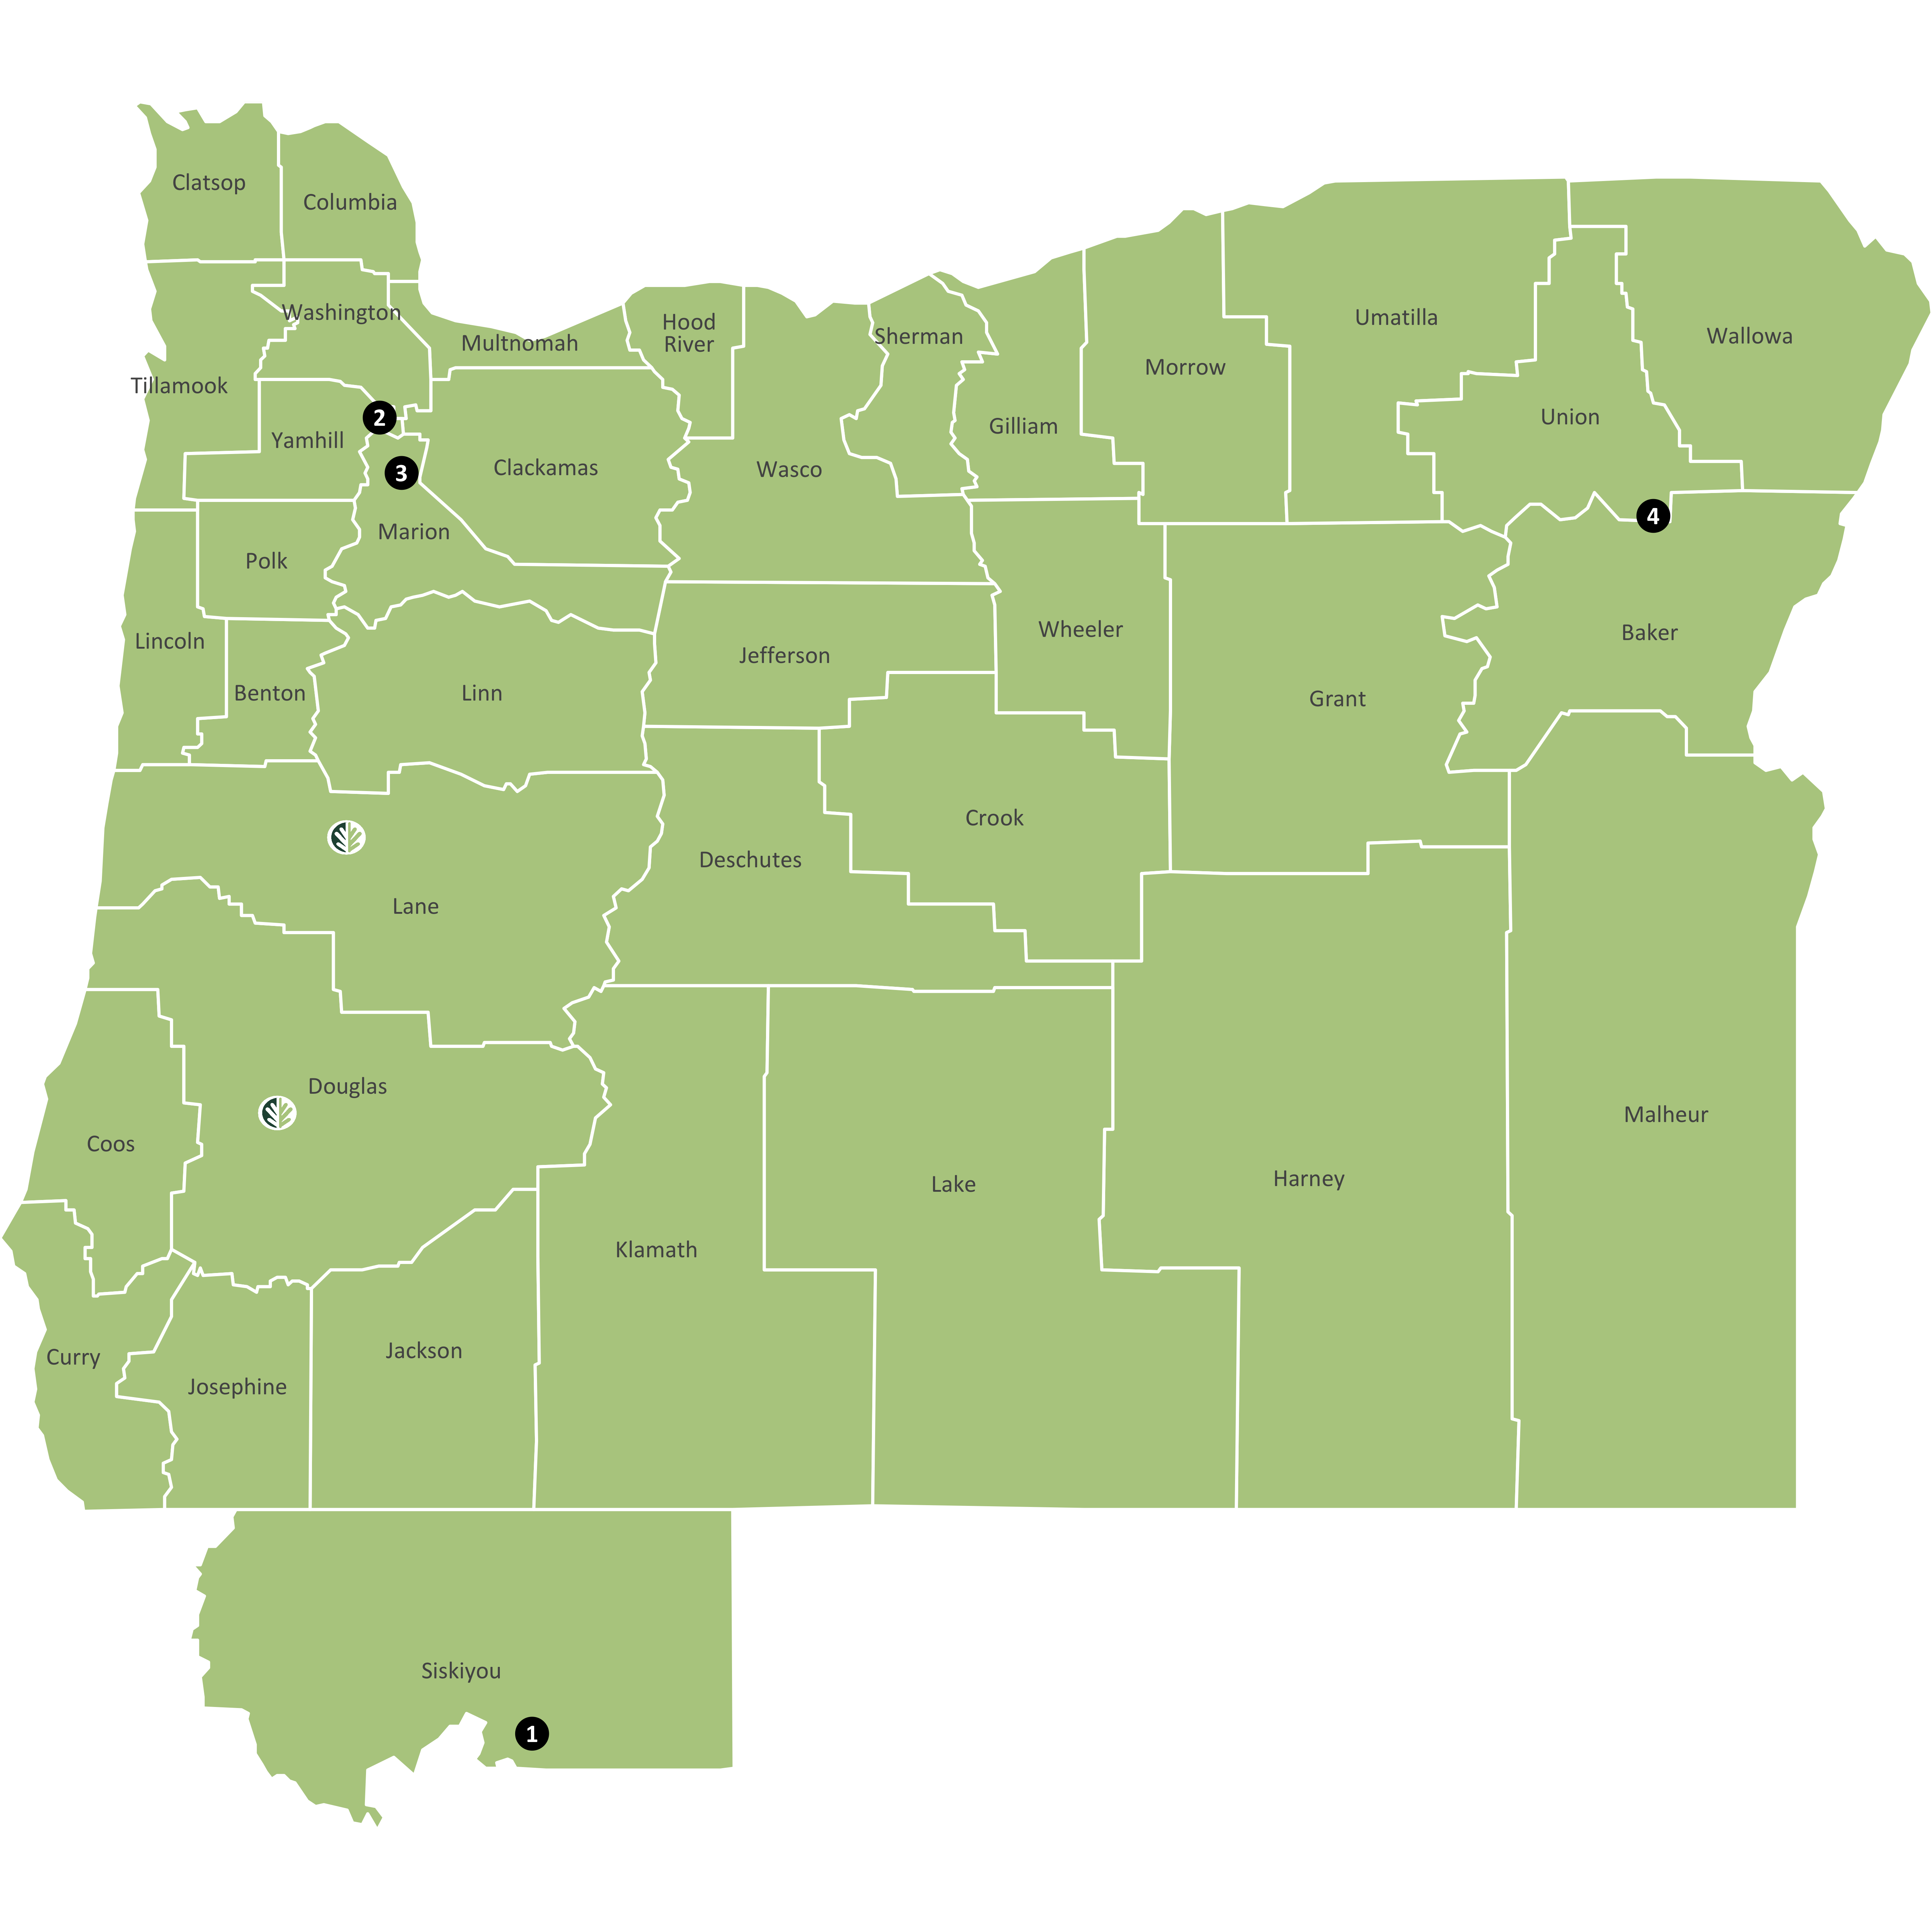 Clatsop
Columbia
Washington
Multnomah
Hood
River
Sherman
Umatilla
Wallowa
Morrow
Tillamook
Gilliam
Union
2
Yamhill
Clackamas
Wasco
3
4
Marion
Polk
Wheeler
Baker
Lincoln
Jefferson
Benton
Linn
Grant
Crook
Deschutes
Lane
Douglas
Malheur
Coos
Harney
Lake
Klamath
Jackson
Curry
Josephine
Siskiyou
1